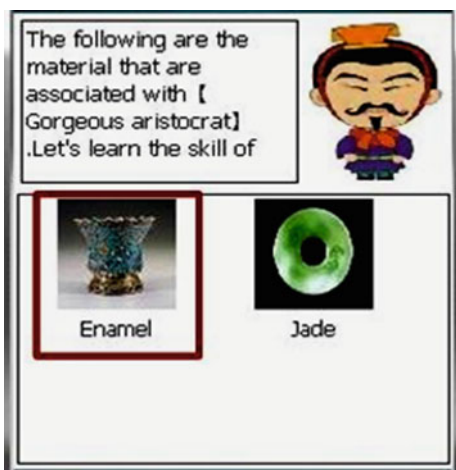 The following are the
material that are
associated with【
Gorgeous aristocrat】
.Let's learn the skill of
Enamel
Jade